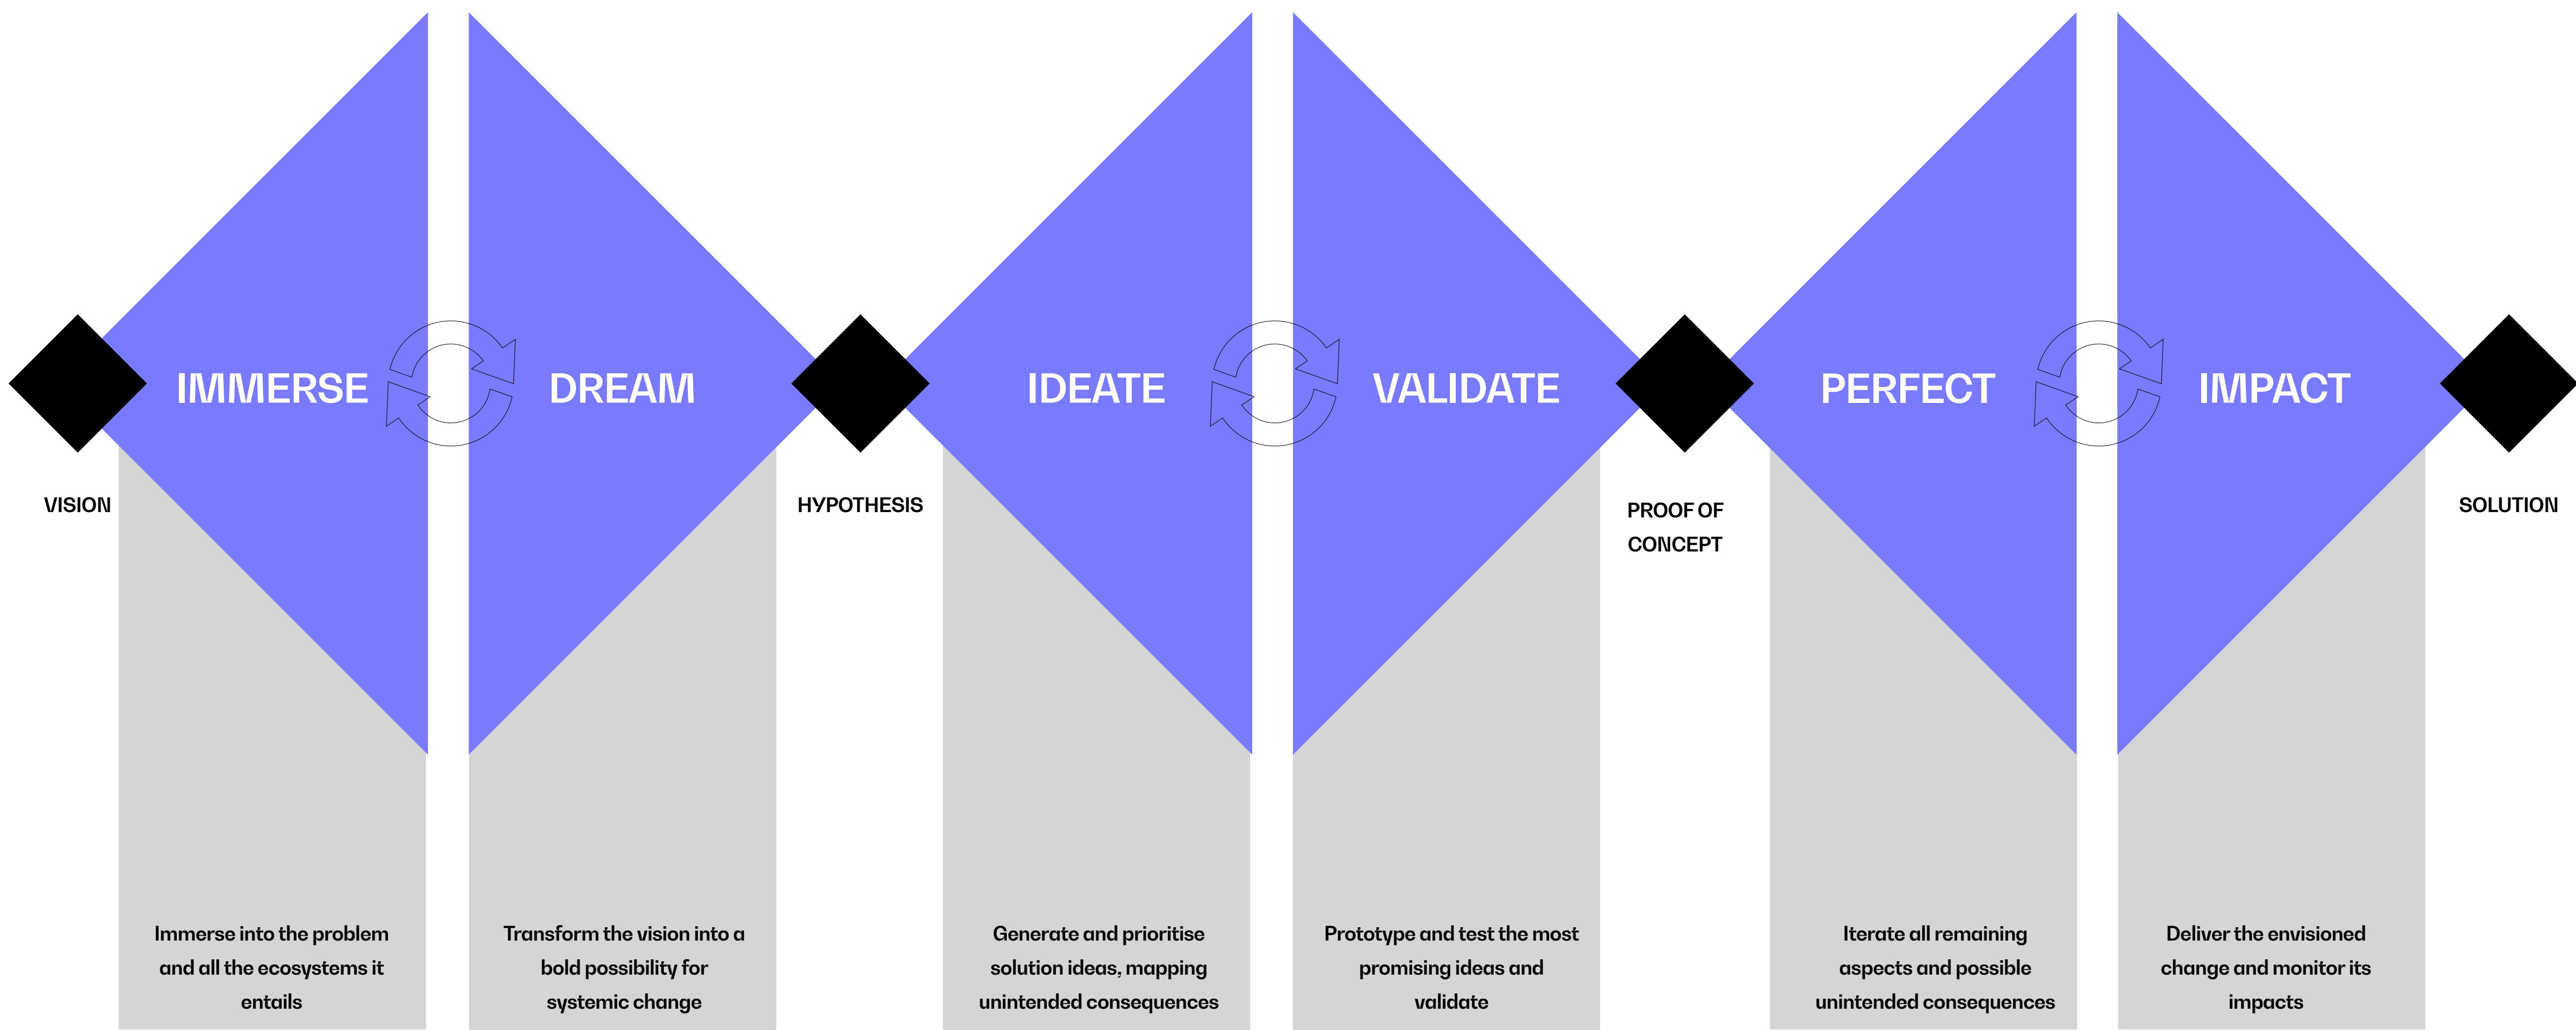 IMMERSE
DREAM
IDEATE
VALIDATE
PERFECT
IMPACT
VISION
HYPOTHESIS
PROOF OF
CONCEPT
SOLUTION
Immerse into the problem
and all the ecosystems it
entails
Transform the vision into a
bold possibility for
systemic change
Generate and prioritise
solution ideas, mapping
unintended consequences
Prototype and test the most
promising ideas and
validate
Iterate all remaining
aspects and possible
unintended consequences
Deliver the envisioned
change and monitor its
impacts